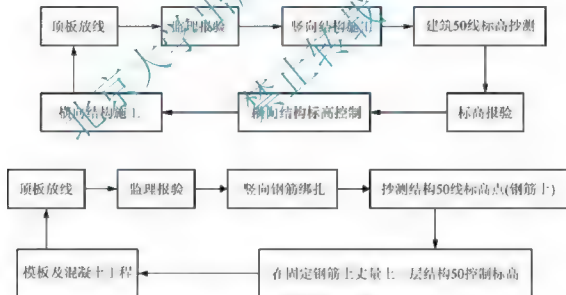 顶板放线 监理报验 竖向结构施工 建筑50线标高抄测
横向结构施工 横向结构标高控制 标高报验
顶板放线 监理报验 竖向钢筋绑扎 抄测结构50线标高点(钢筋上)
模板及混凝土工程 在固定钢筋上丈量上一层结构50控制标高
禁止转载